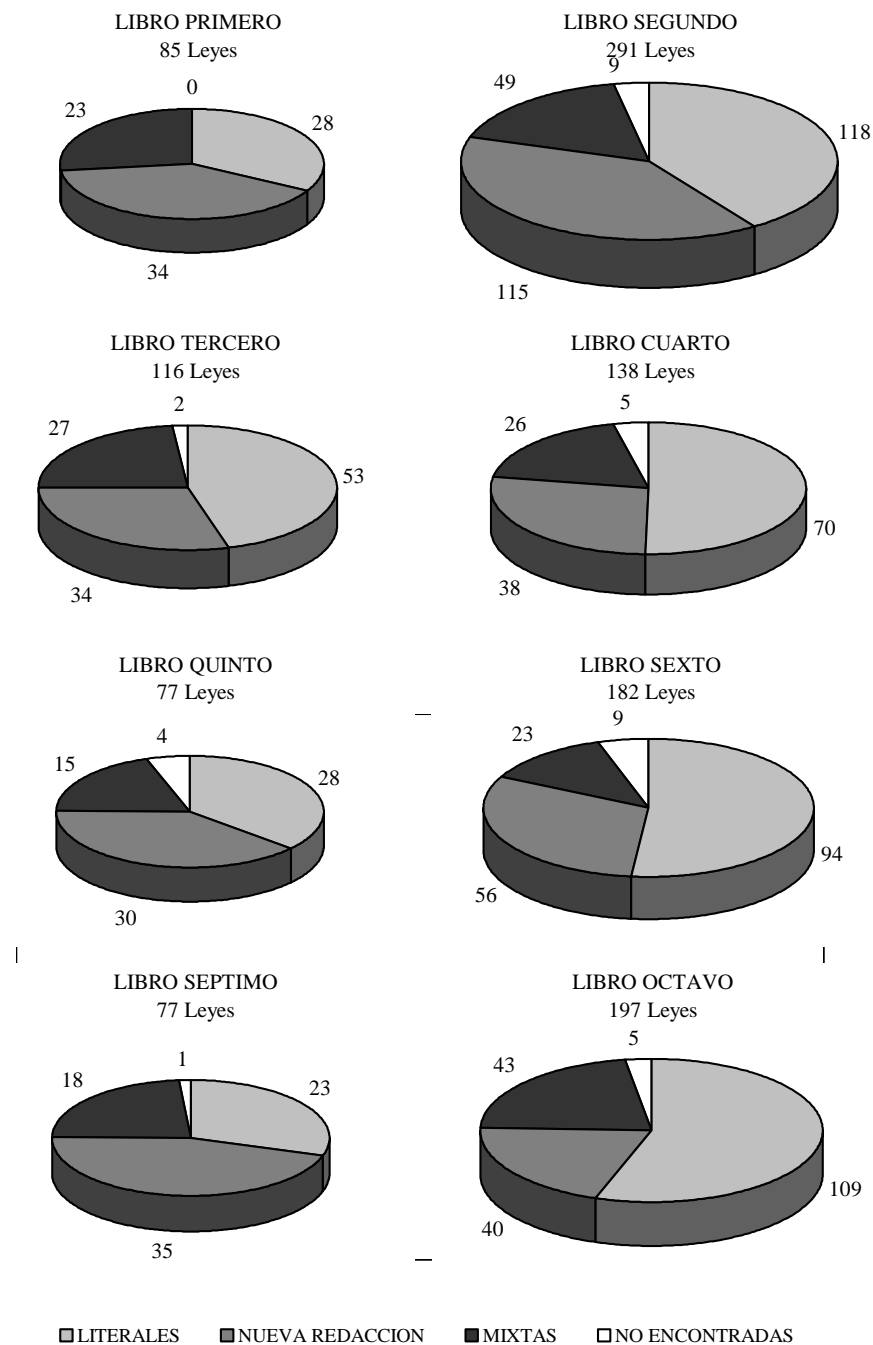 LIBRO PRIMERO
85 Leyes
0
23
28
34
LIBRO SEGUNDO
291 Leyes
9
49
118
115
LIBRO TERCERO
116 Leyes
2
27
53
34
LIBRO CUARTO
138 Leyes
5
26
70
38
LIBRO QUINTO
77 Leyes
4
15
28
30
LIBRO SEXTO
182 Leyes
9
23
94
56
LIBRO SEPTIMO
77 Leyes
1
18
23
35
LIBRO OCTAVO
197 Leyes
5
43
109
40
LITERALES NUEVA REDACCION MIXTAS NO ENCONTRADAS